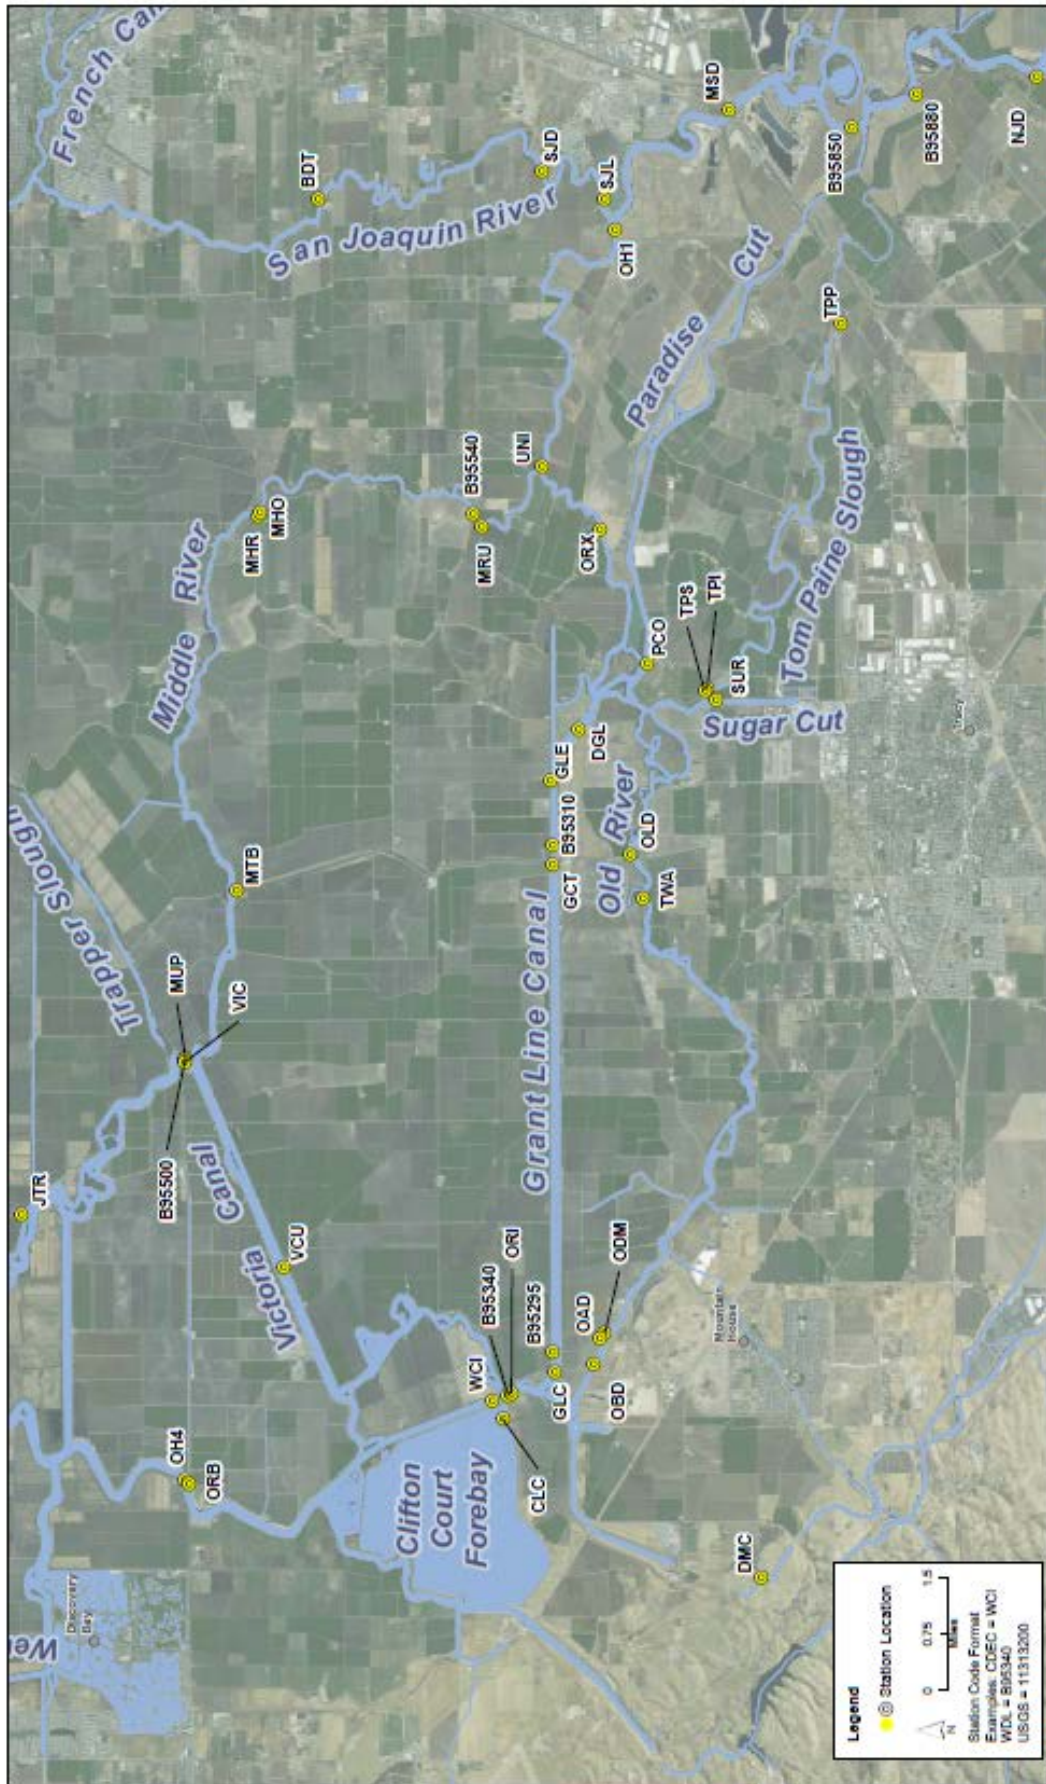 French
JTR
Trapper Slough
Discovery
Bay
OH4
ORB
B95500
MUP
VIC
Canal
Victoria
VCU
MTB
Middle River
MHR
MHO
BDT
San Joaquin River
Clifton
Court
Forebay
WCI
B95340
ORI
CLC
B95295
GLC
Grant Line Canal
GCT
B95310
GLE
DGL
MRU
B95540
UNI
ORX
SJD
SJL
OH1
OAD
ODM
OBD
Old River
OLD
TWA
PCO
Paradise Cut
MSD
TPS
TPI
SUR
Sugar Cut
Tom Paine Slough
TPP
B95850
B95880
NJD
Mountain
House
DMC
Tracy
Legend
Station Location
N
0 0.75 1.5
Miles
Station Code Format
Examples: CDEC = WCI
WDL = B95340
USGS = 11313200